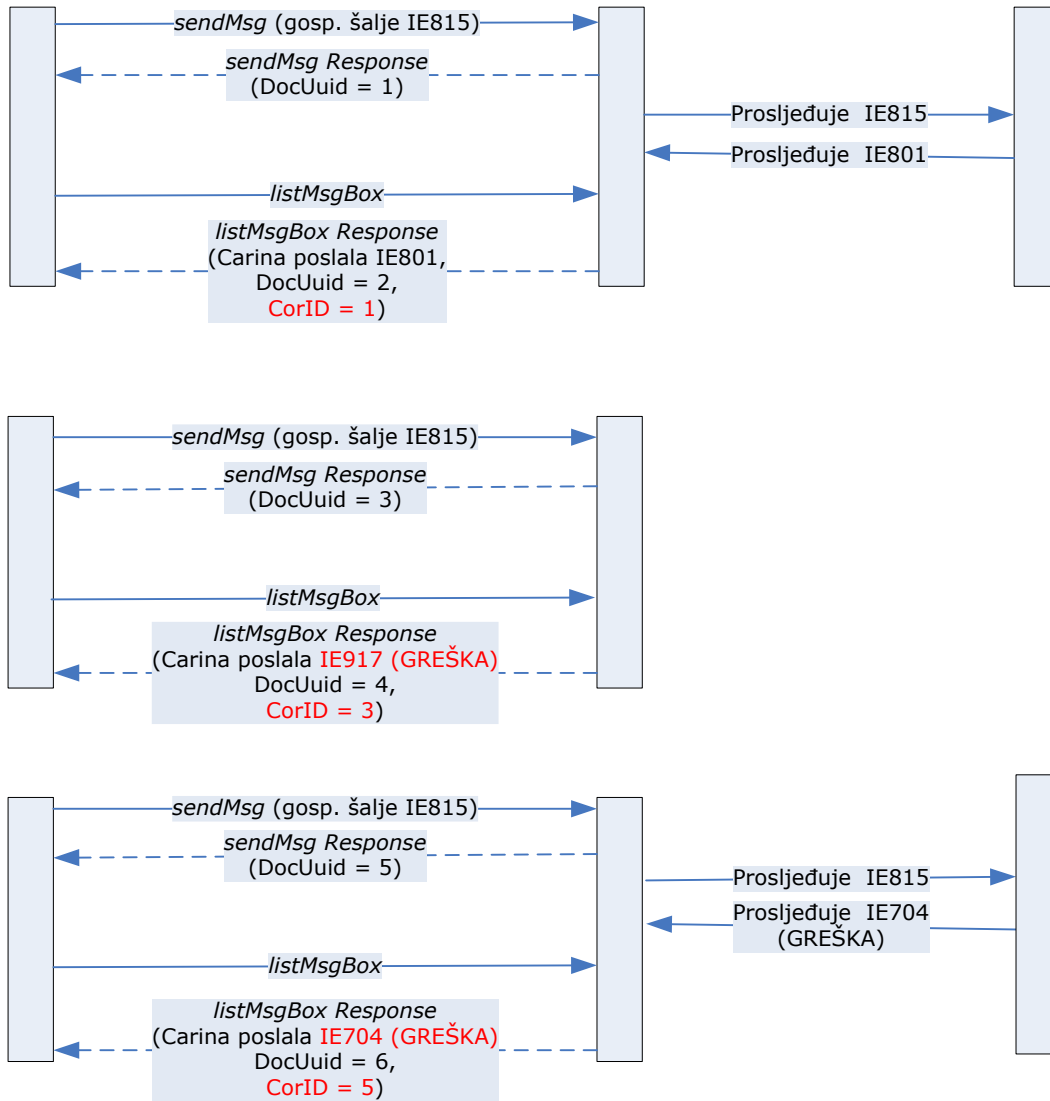 sendMsg (gosp. šalje IE815)
sendMsg Response
(DocUuid = 1)
Prosljeđuje IE815
Prosljeđuje IE801
listMsgBox
listMsgBox Response
(Carina poslala IE801,
DocUuid = 2,
CorID = 1)
sendMsg (gosp. šalje IE815)
sendMsg Response
(DocUuid = 3)
listMsgBox
listMsgBox Response
(Carina poslala IE917 (GREŠKA)
DocUuid = 4,
CorID = 3)
sendMsg (gosp. šalje IE815)
sendMsg Response
(DocUuid = 5)
Prosljeđuje IE815
Prosljeđuje IE704
(GREŠKA)
listMsgBox
listMsgBox Response
(Carina poslala IE704 (GREŠKA)
DocUuid = 6,
CorID = 5)